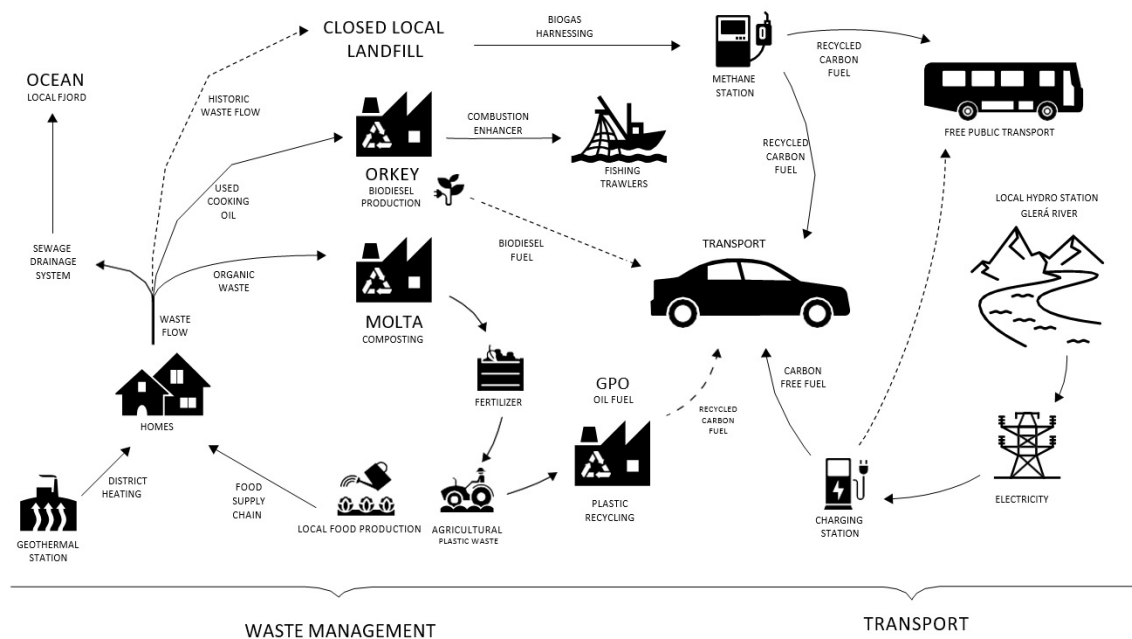 CLOSED LOCAL
LANDFILL
BIOGAS
HARNESSING
METHANE
STATION
RECYCLED
CARBON
FUEL
FREE PUBLIC TRANSPORT
OCEAN
LOCAL FJORD
HISTORIC
WASTE FLOW
COMBUSTION
ENHANCER
FISHING
TRAWLERS
RECYCLED
CARBON
FUEL
ORKEY
BIODIESEL
PRODUCTION
USED
COOKING
OIL
LOCAL HYDRO STATION
GLERÁ RIVER
SEWAGE
DRAINAGE
SYSTEM
ORGANIC
WASTE
BIODIESEL
FUEL
TRANSPORT
WASTE
FLOW
MOLTA
COMPOSTING
HOMES
FERTILIZER
GPO
OIL FUEL
RECYCLED
CARBON
FUEL
CARBON
FREE FUEL
DISTRICT
HEATING
FOOD
SUPPLY
CHAIN
GEOTHERMAL
STATION
LOCAL FOOD PRODUCTION
AGRICULTURAL
PLASTIC WASTE
PLASTIC
RECYCLING
CHARGING
STATION
ELECTRICITY
WASTE MANAGEMENT
TRANSPORT